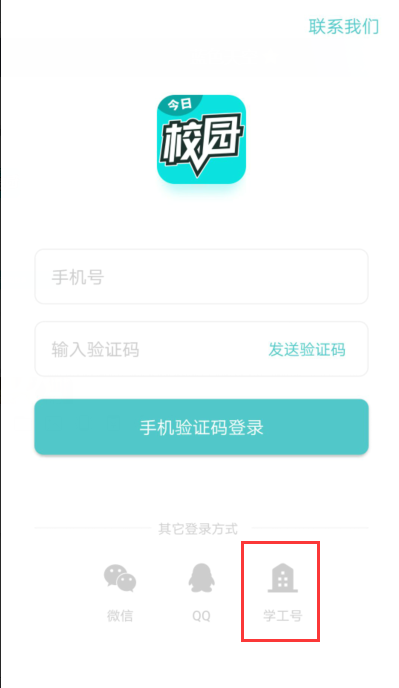 联系我们
今日
校园
手机号
输入验证码 发送验证码
手机验证码登录
其它登录方式
微信 QQ 学工号